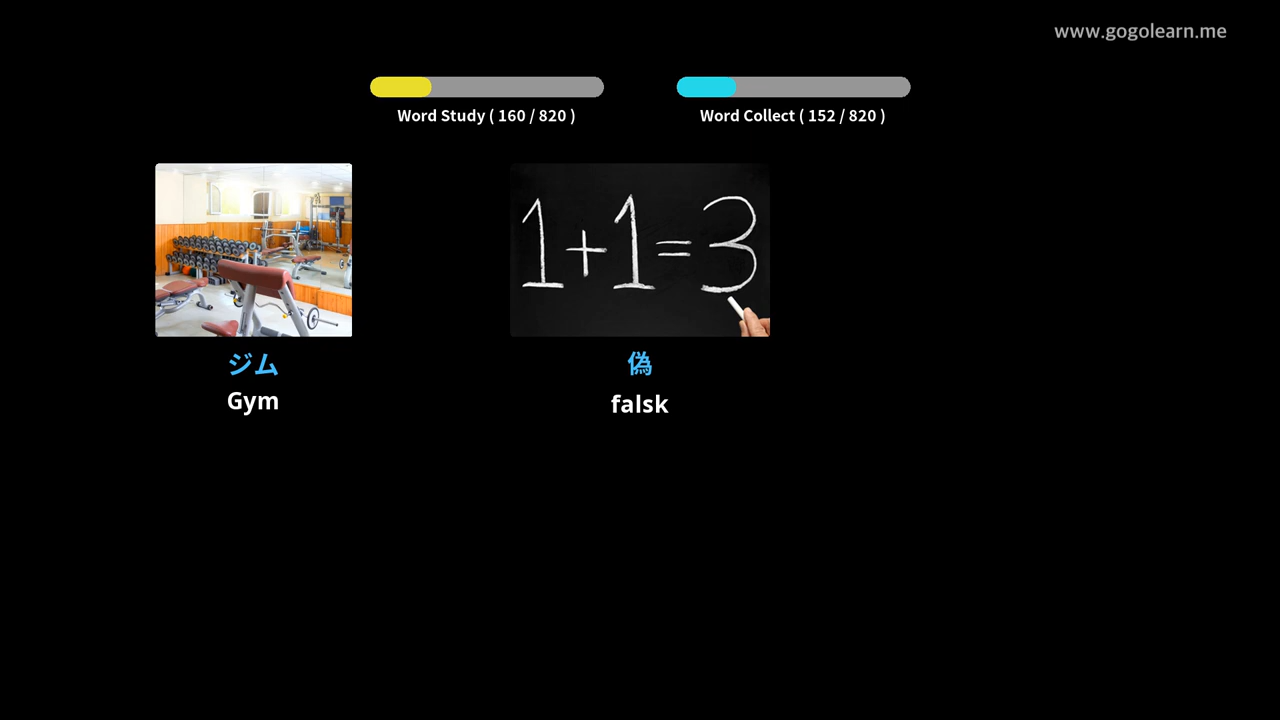 www.gogolearn.me
Word Study ( 160 / 820 )
Word Collect ( 152 / 820 )
1+1=3
ジム
Gym
偽
falsk